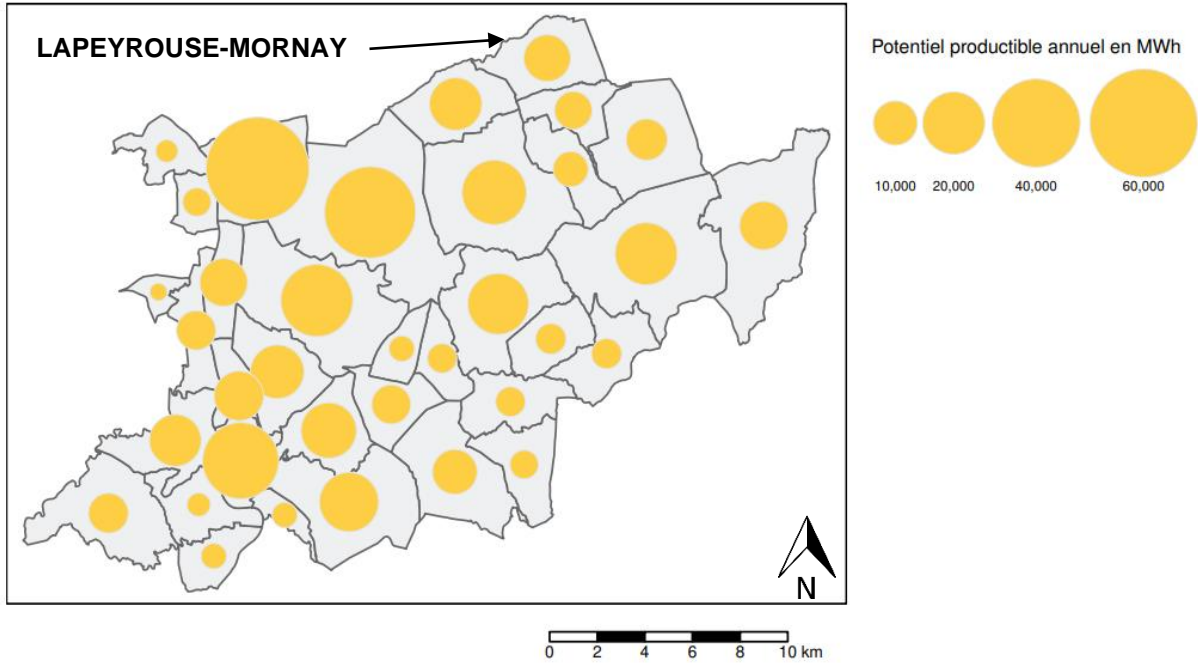 LAPEYROUSE-MORNAY
Potentiel productible annuel en MWh
10,000 20,000 40,000 60,000
N
0 2 4 6 8 10 km